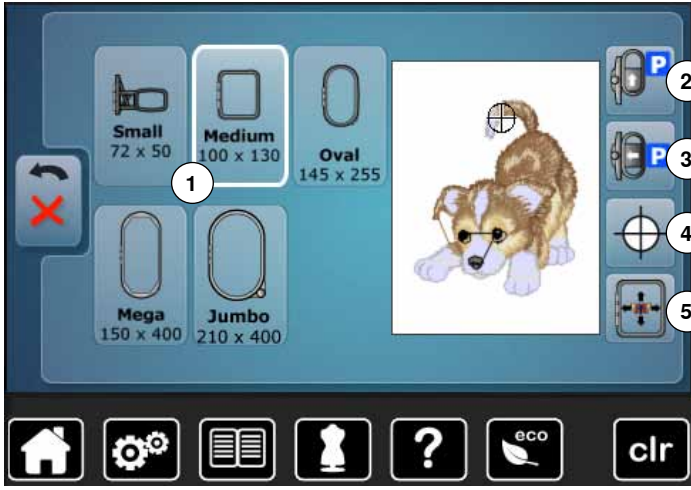 Small
72 x 50
Medium
100 x 130
Oval
145 x 255
1
Mega
150 x 400
Jumbo
210 x 400
P
2
P
3
4
5
?
eco
clr